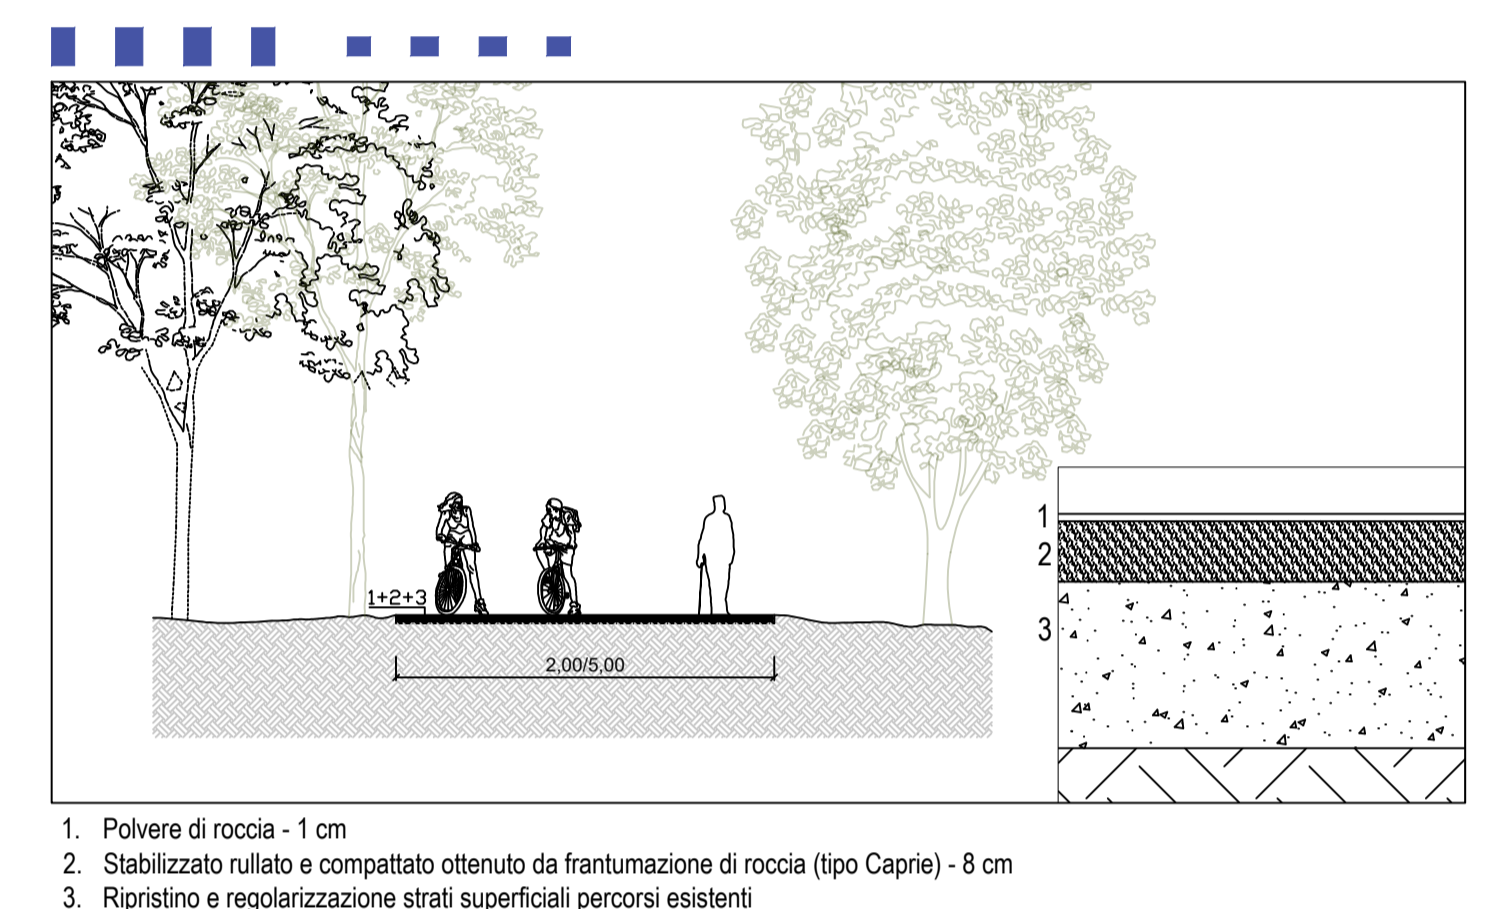 1
2
1+2+3
3
2,00/5,00
1. Polvere di roccia - 1 cm
2. Stabilizzato rullato e compattato ottenuto da frantumazione di roccia (tipo Caprie) - 8 cm
3. Ripristino e regolarizzazione strati superficiali percorsi esistenti